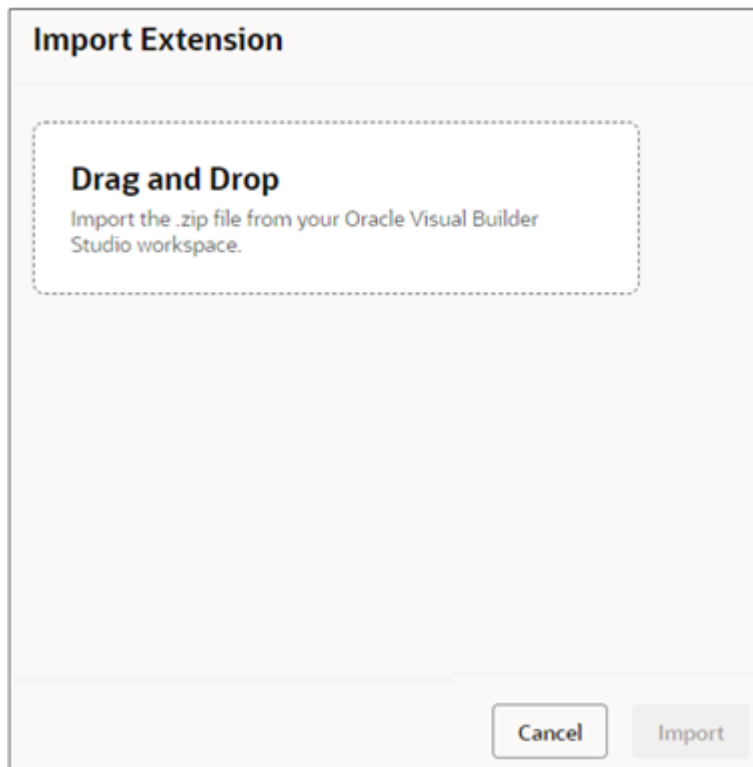 Import Extension
Drag and Drop
Import the .zip file from your Oracle Visual Builder
Studio workspace.
Cancel
Import